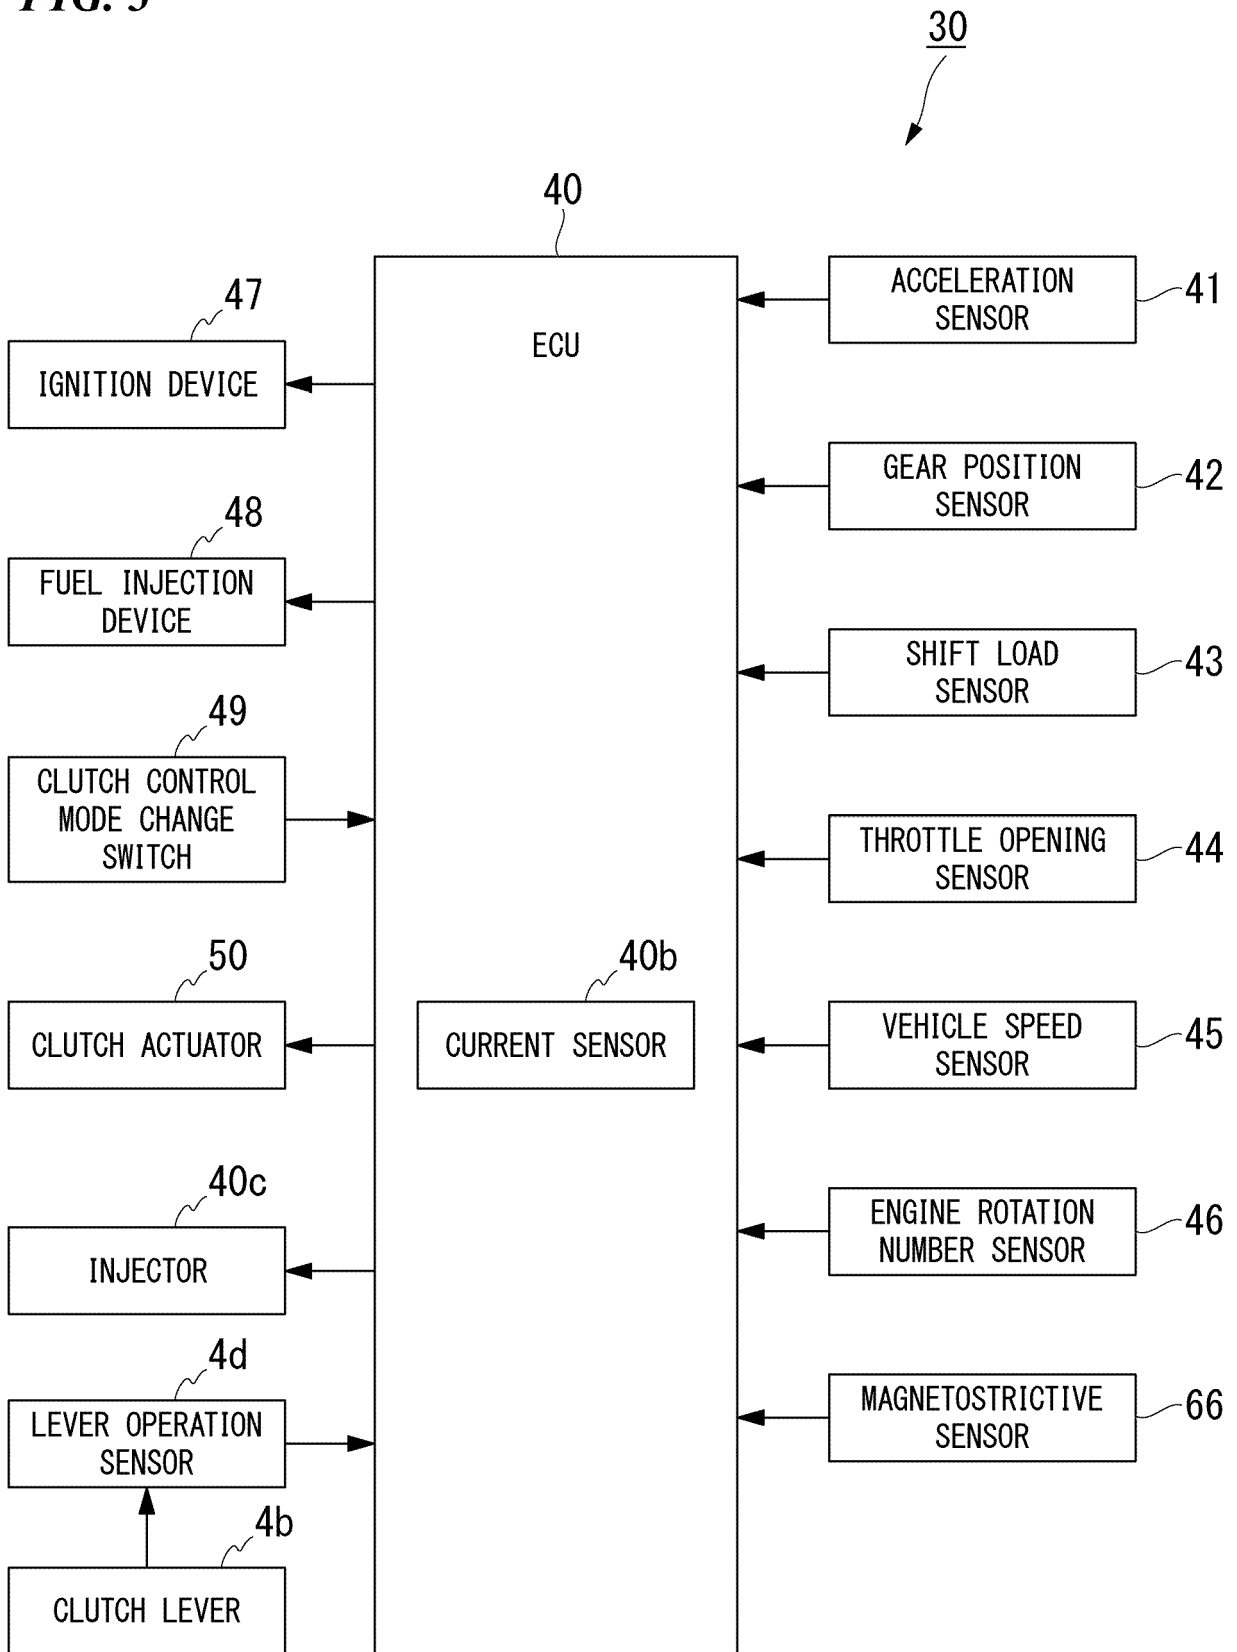 FIG. 3
30
40
ECU
47
IGNITION DEVICE
48
FUEL INJECTION
DEVICE
49
CLUTCH CONTROL
MODE CHANGE
SWITCH
50
CLUTCH ACTUATOR
40c
INJECTOR
4d
LEVER OPERATION
SENSOR
4b
CLUTCH LEVER
40b
CURRENT SENSOR
ACCELERATION
SENSOR
41
GEAR POSITION
SENSOR
42
SHIFT LOAD
SENSOR
43
THROTTLE OPENING
SENSOR
44
VEHICLE SPEED
SENSOR
45
ENGINE ROTATION
NUMBER SENSOR
46
MAGNETOSTRICTIVE
SENSOR
66